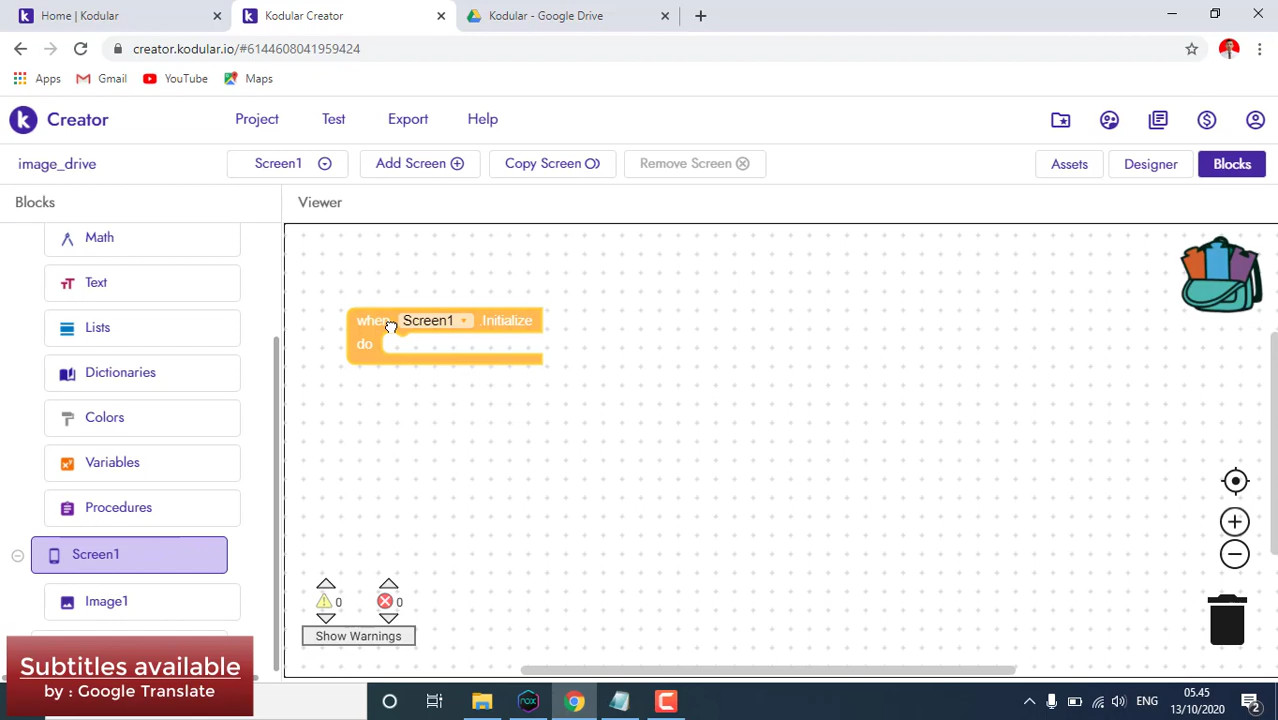 Home | Kodular
Kodular Creator
Kodular - Google Drive
creator.kodular.io/#6144608041959424
Apps
Gmail
YouTube
Maps
Creator
Project
Test
Export
Help
image_drive
Screen1
Add Screen
Copy Screen
Remove Screen
Assets
Designer
Blocks
Blocks
Viewer
Math
Text
Lists
Dictionaries
Colors
Variables
Procedures
Screen1
Image1
when Screen1 .Initialize
do
0
0
Show Warnings
Subtitles available
by : Google Translate
nox
ENG
05.45
13/10/2020
2